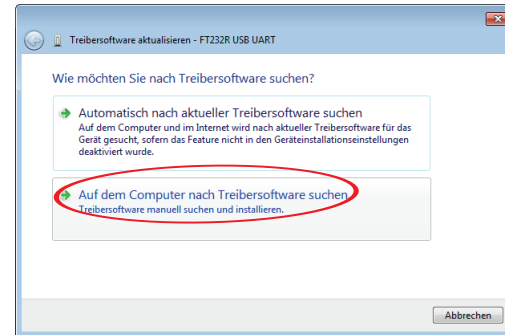 Treibersoftware aktualisieren - FT232R USB UART
Wie möchten Sie nach Treibersoftware suchen?
Automatisch nach aktueller Treibersoftware suchen
Auf dem Computer und im Internet wird nach aktueller Treibersoftware für das
Gerät gesucht, sofern das Feature nicht in den Geräteinstallationseinstellungen
deaktiviert wurde.
Auf dem Computer nach Treibersoftware suchen
Treibersoftware manuell suchen und installieren.
Abbrechen